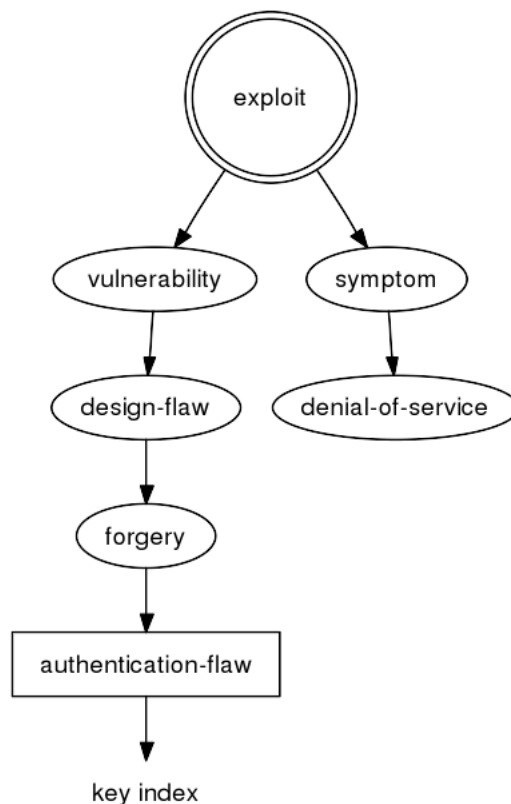 exploit
vulnerability
symptom
design-flaw
denial-of-service
forgery
authentication-flaw
key index